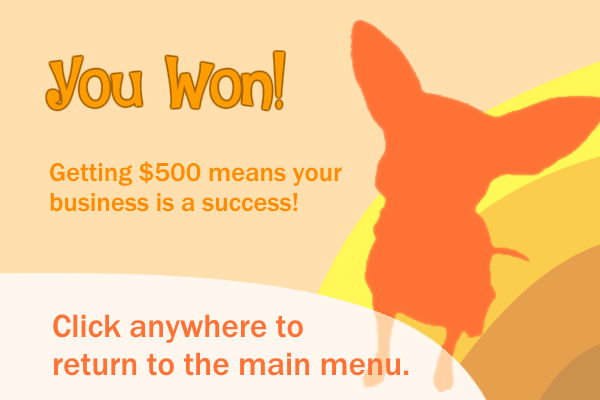 You Won!
Getting $500 means your
business is a success!
Click anywhere to
return to the main menu.